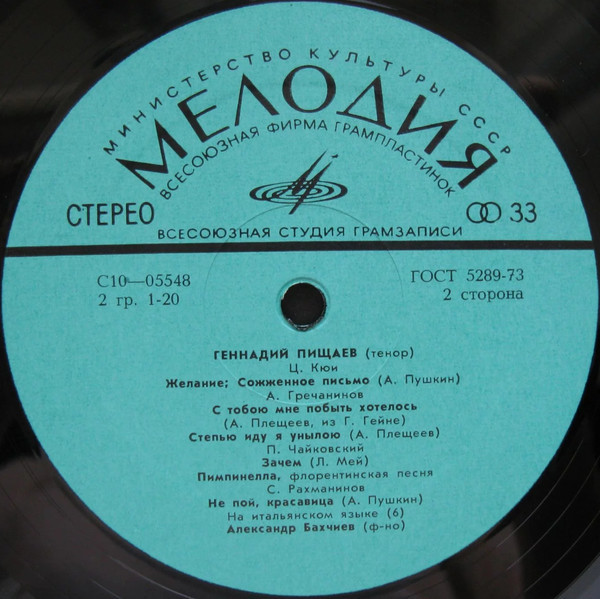 МИНИСТЕРСТВО КУЛЬТУРЫ СССР
МЕЛОДИЯ
ВСЕСОЮЗНАЯ ФИРМА ГРАМПЛАСТИНОК
СТЕРЕО
33
ВСЕСОЮЗНАЯ СТУДИЯ ГРАМЗАПИСИ
С10—05548
ГОСТ 5289-73
2 гр. 1-20
2 сторона
ГЕННАДИЙ ПИЩАЕВ (тенор)
Ц. Кюи
Желание; Сожженное письмо (А. Пушкин)
А. Гречанинов
С тобою мне побыть хотелось
(А. Плещеев, из Г. Гейне)
Степью иду я унылою (А. Плещеев)
П. Чайковский
Зачем (Л. Мей)
Пимпинелла, флорентинская песня
С. Рахманинов
Не пой, красавица (А. Пушкин)
На итальянском языке (6)
Александр Бахчиев (ф-но)